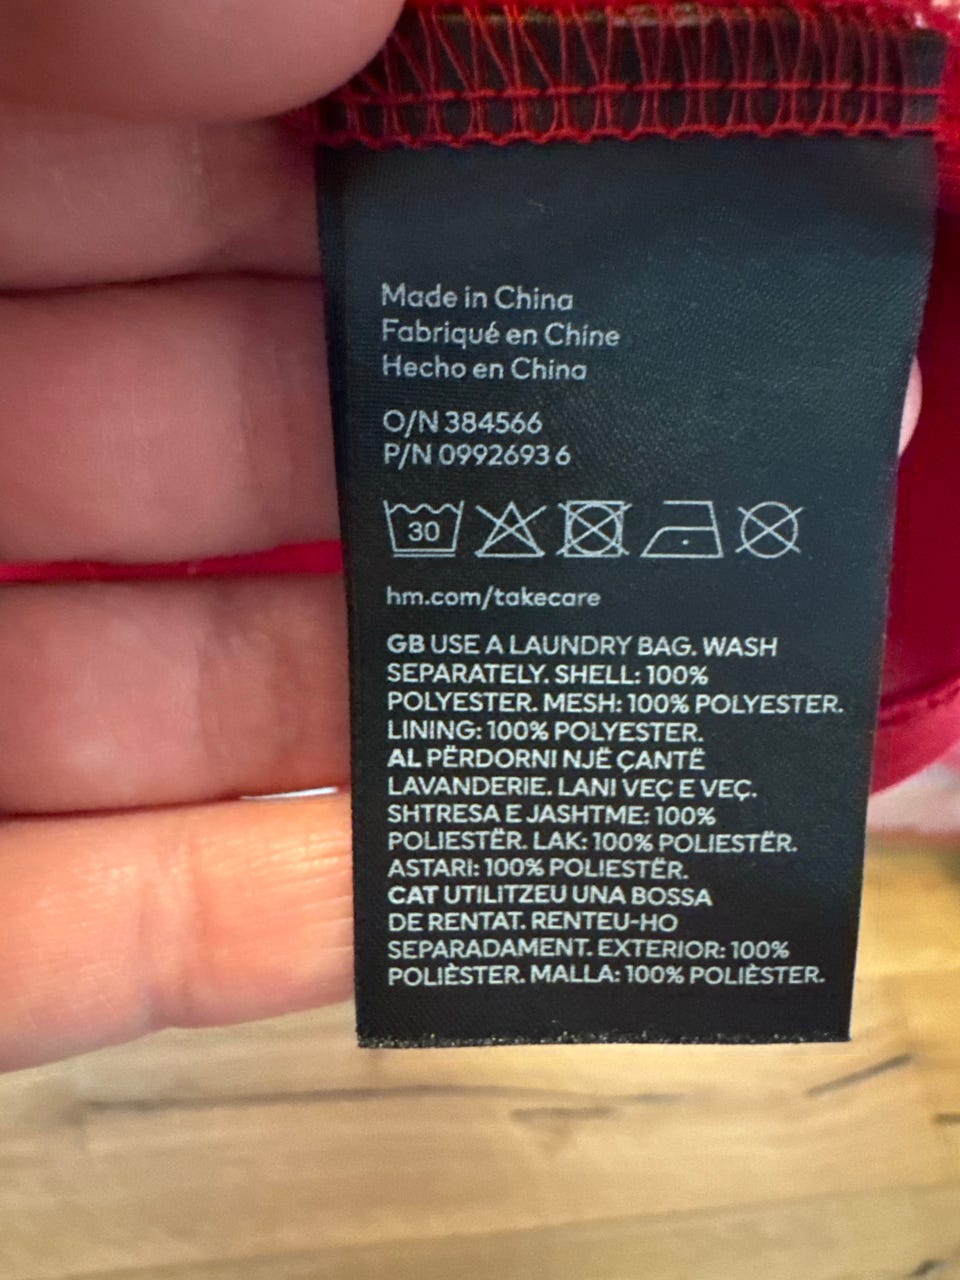 Made in China
Fabriqué en Chine
Hecho en China
O/N 384566
P/N 0992693 6
30
hm.com/takecare
GB USE A LAUNDRY BAG. WASH
SEPARATELY. SHELL: 100%
POLYESTER. MESH: 100% POLYESTER.
LINING: 100% POLYESTER.
AL PËRDORNI NJË ÇANTË
LAVANDERIE. LANI VEÇ E VEÇ.
SHTRESA E JASHTME: 100%
POLIESTËR. LAK: 100% POLIESTËR.
ASTARI: 100% POLIESTËR.
CAT UTILITZEU UNA BOSSA
DE RENTAT. RENTEU-HO
SEPARADAMENT. EXTERIOR: 100%
POLIÈSTER. MALLA: 100% POLIÈSTER.